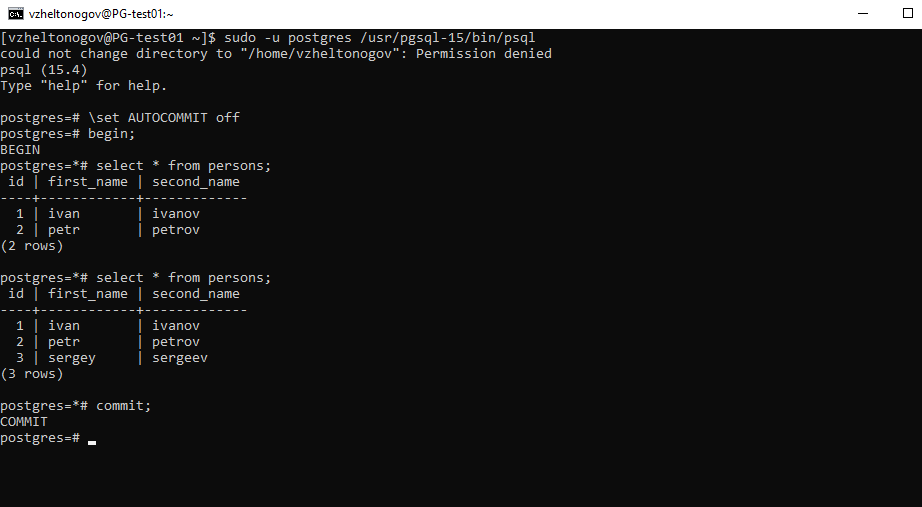 vzheltonogov@PG-test01:~
[vzheltonogov@PG-test01 ~]$ sudo -u postgres /usr/pgsql-15/bin/psql
could not change directory to "/home/vzheltonogov": Permission denied
psql (15.4)
Type "help" for help.

postgres=# \set AUTOCOMMIT off
postgres=# begin;
BEGIN
postgres=*# select * from persons;
 id | first_name | second_name
----+------------+-------------
  1 | ivan       | ivanov
  2 | petr       | petrov
(2 rows)

postgres=*# select * from persons;
 id | first_name | second_name
----+------------+-------------
  1 | ivan       | ivanov
  2 | petr       | petrov
  3 | sergey     | sergeev
(3 rows)

postgres=*# commit;
COMMIT
postgres=#